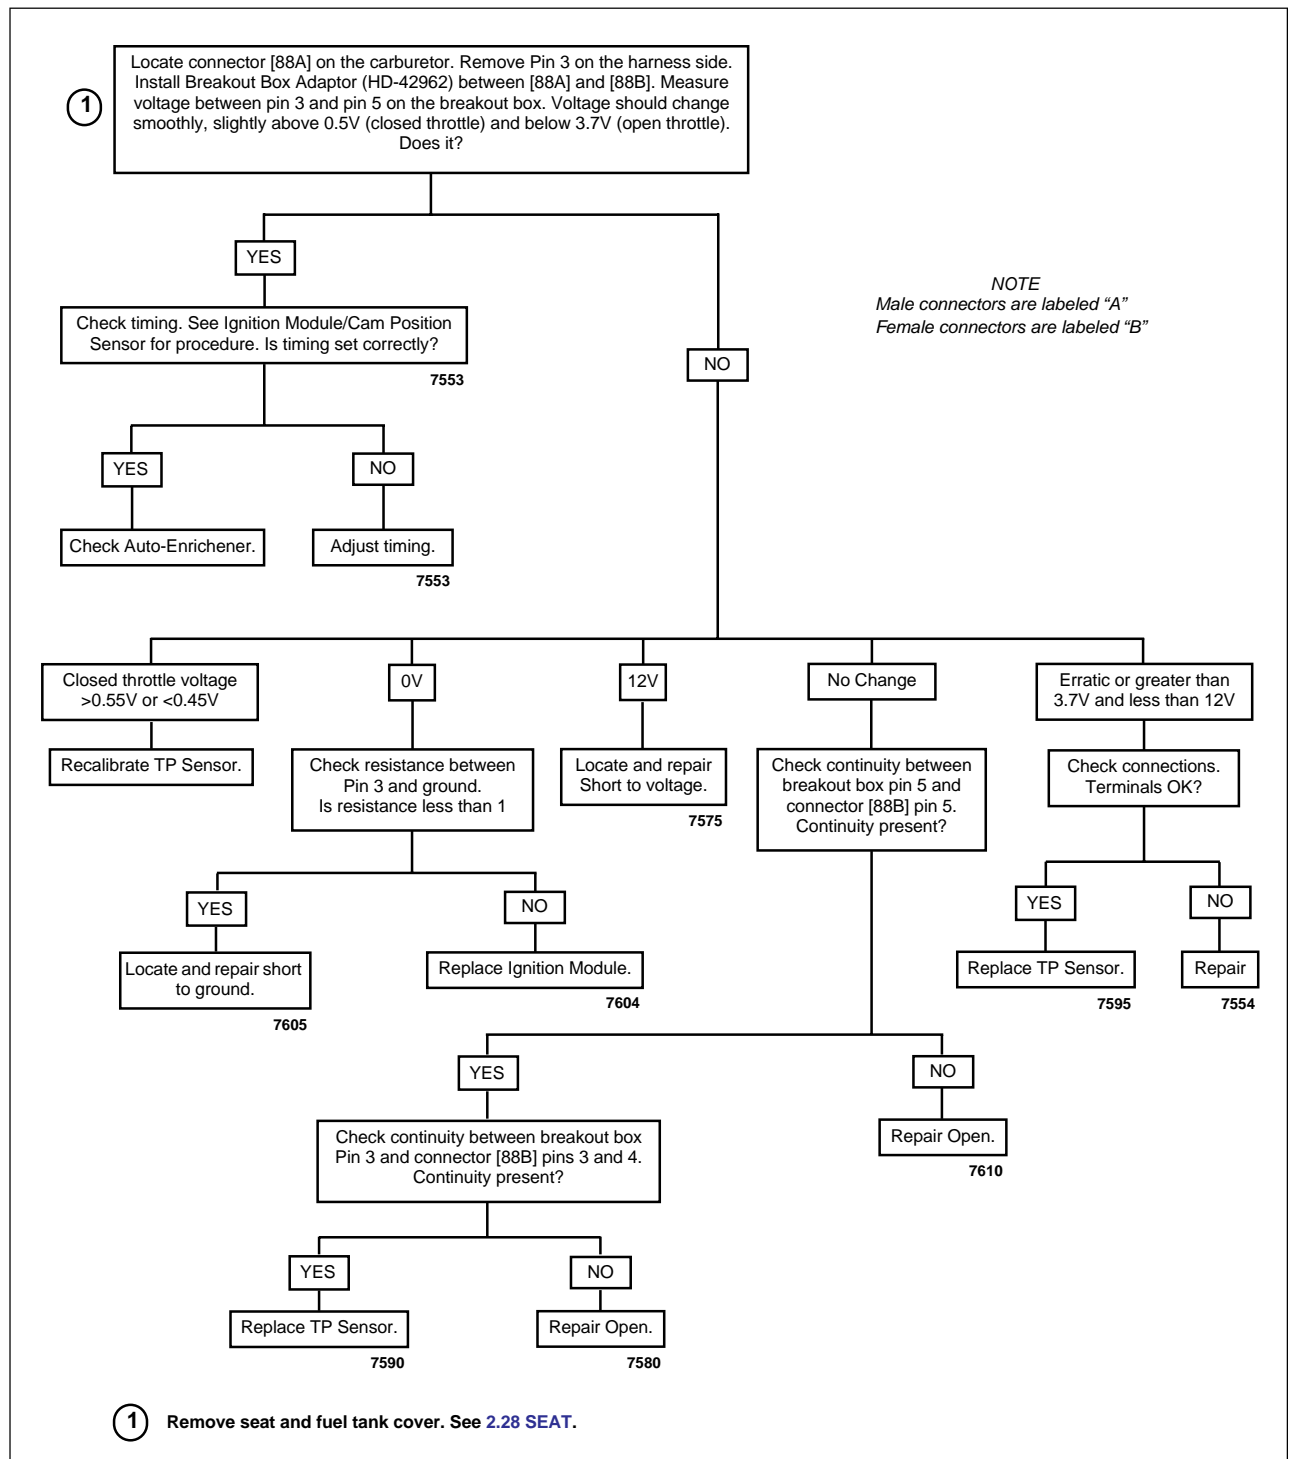 1
Locate connector [88A] on the carburetor. Remove Pin 3 on the harness side.
Install Breakout Box Adaptor (HD-42962) between [88A] and [88B]. Measure
voltage between pin 3 and pin 5 on the breakout box. Voltage should change
smoothly, slightly above 0.5V (closed throttle) and below 3.7V (open throttle).
Does it?
YES
NOTE
Male connectors are labeled “A”
Female connectors are labeled “B”
Check timing. See Ignition Module/Cam Position
Sensor for procedure. Is timing set correctly?
7553
NO
YES
NO
Check Auto-Enrichener.
Adjust timing.
7553
Closed throttle voltage
>0.55V or <0.45V
0V
12V
No Change
Erratic or greater than
3.7V and less than 12V
Recalibrate TP Sensor.
Check resistance between
Pin 3 and ground.
Is resistance less than 1
Locate and repair
Short to voltage.
7575
Check continuity between
breakout box pin 5 and
connector [88B] pin 5.
Continuity present?
Check connections.
Terminals OK?
YES
NO
YES
NO
Locate and repair short
to ground.
7605
Replace Ignition Module.
7604
Replace TP Sensor.
7595
Repair
7554
YES
NO
Check continuity between breakout box
Pin 3 and connector [88B] pins 3 and 4.
Continuity present?
Repair Open.
7610
YES
NO
Replace TP Sensor.
7590
Repair Open.
7580
1 Remove seat and fuel tank cover. See 2.28 SEAT.